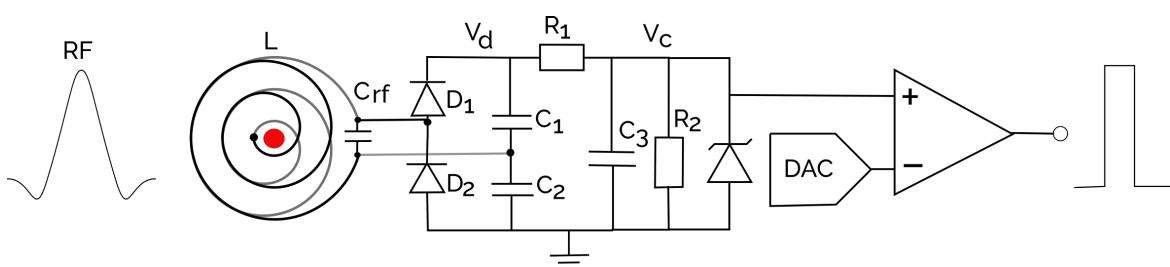 RF
L
Crf
D1
D2
Vd
C1
C2
R1
Vc
C3
R2
DAC
+
−